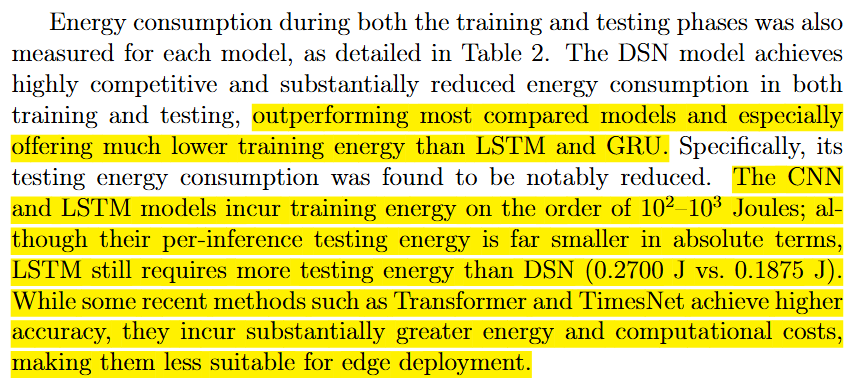 Energy consumption during both the training and testing phases was also
measured for each model, as detailed in Table 2. The DSN model achieves
highly competitive and substantially reduced energy consumption in both
training and testing, outperforming most compared models and especially
offering much lower training energy than LSTM and GRU. Specifically, its
testing energy consumption was found to be notably reduced. The CNN
and LSTM models incur training energy on the order of 10²–10³ Joules; al-
though their per-inference testing energy is far smaller in absolute terms,
LSTM still requires more testing energy than DSN (0.2700 J vs. 0.1875 J).
While some recent methods such as Transformer and TimesNet achieve higher
accuracy, they incur substantially greater energy and computational costs,
making them less suitable for edge deployment.